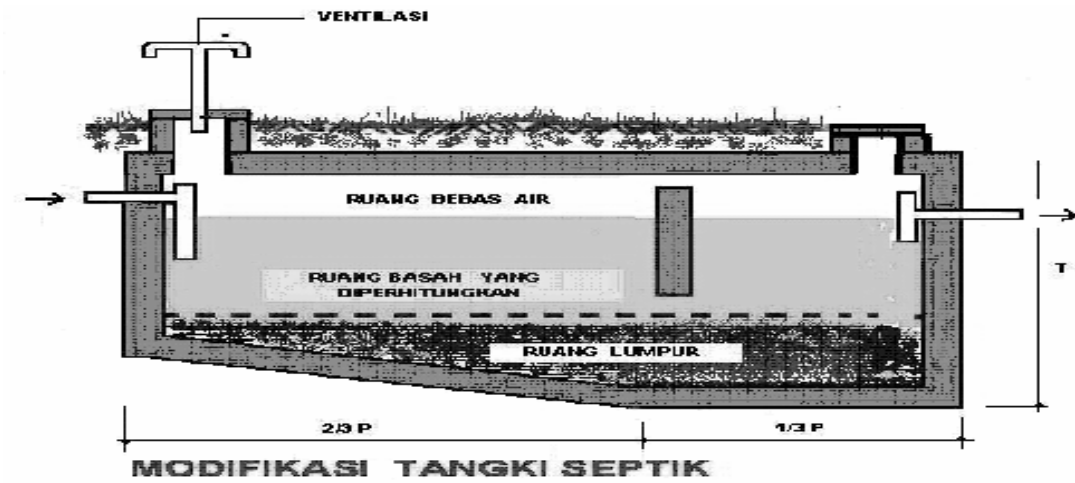 VENTILASI
RUANG BEBAS AIR
RUANG BASAH YANG
DIPERHITUNGKAN
T
RUANG LUMPUR
2/3 P
1/3 P
MODIFIKASI TANGKI SEPTIK